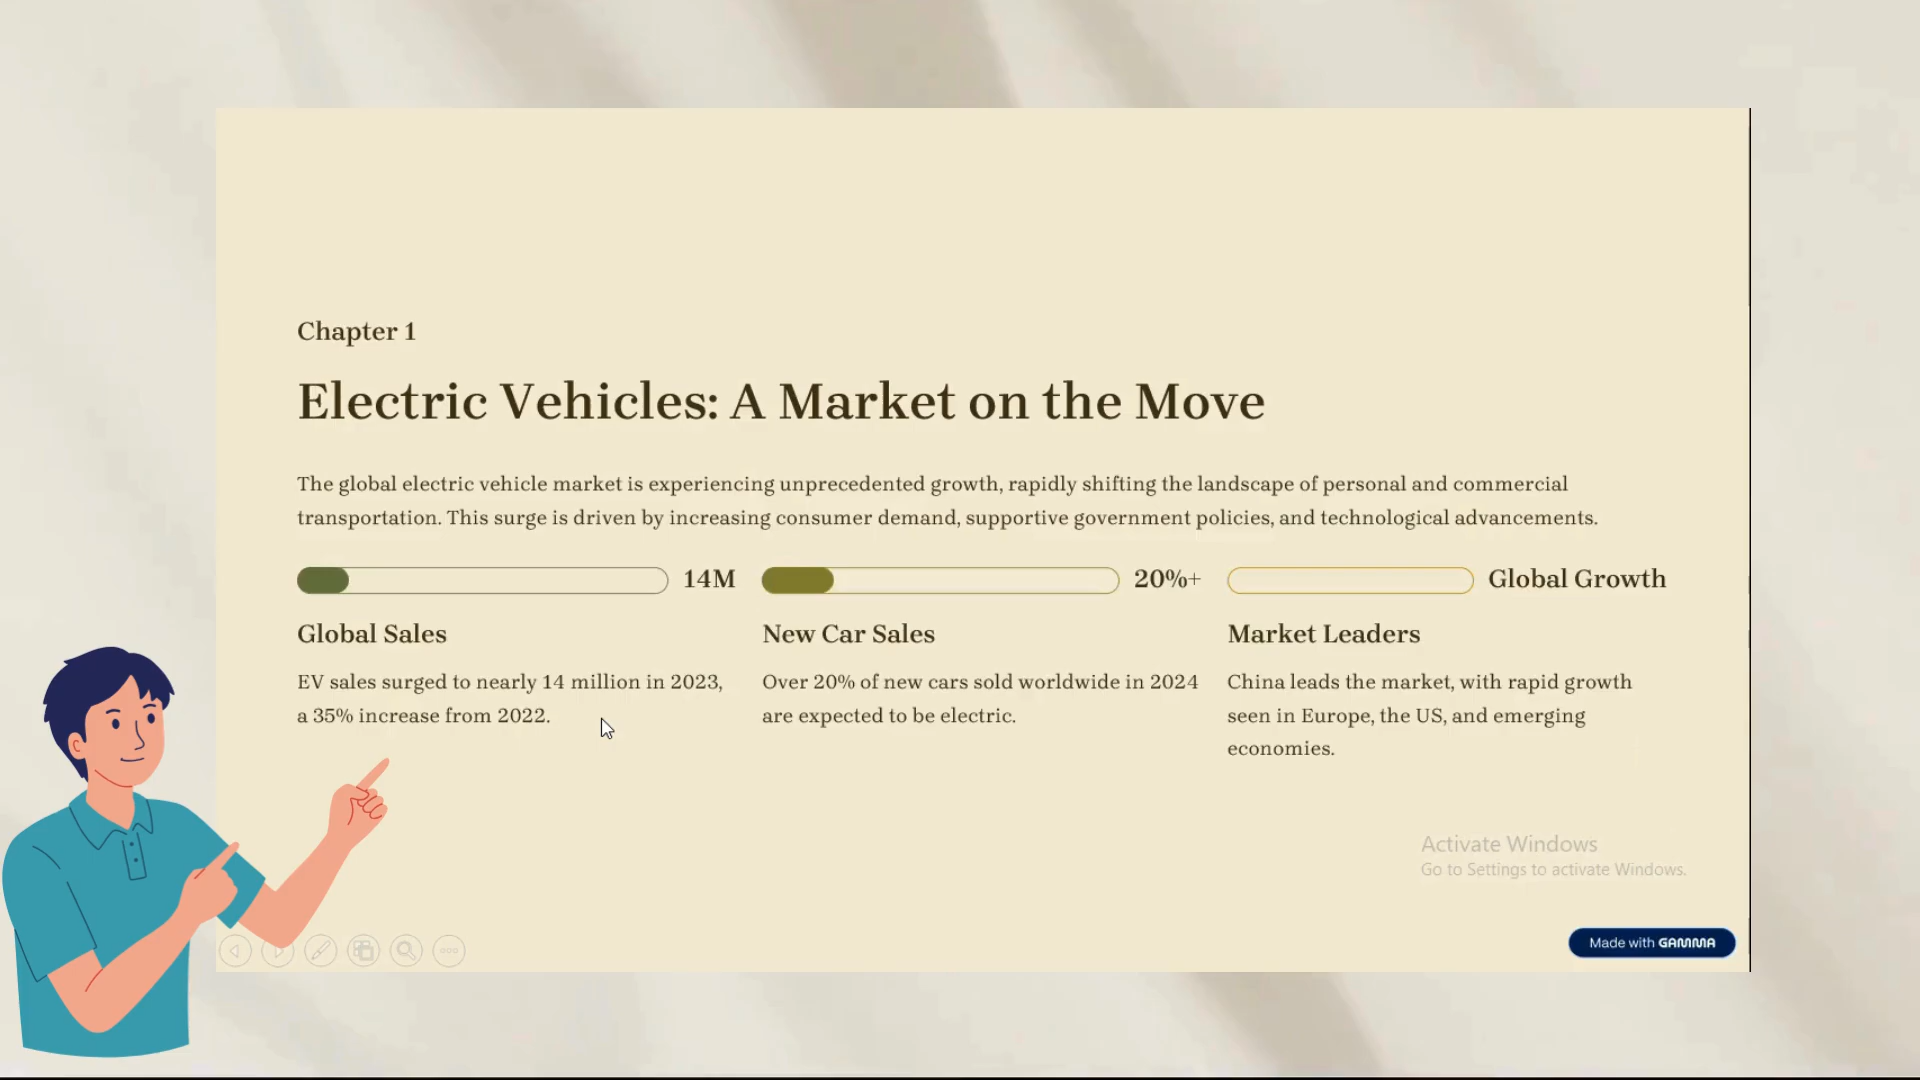 Chapter 1
Electric Vehicles: A Market on the Move
The global electric vehicle market is experiencing unprecedented growth, rapidly shifting the landscape of personal and commercial
transportation. This surge is driven by increasing consumer demand, supportive government policies, and technological advancements.
14M
Global Sales
EV sales surged to nearly 14 million in 2023,
a 35% increase from 2022.
20%+
New Car Sales
Over 20% of new cars sold worldwide in 2024
are expected to be electric.
Global Growth
Market Leaders
China leads the market, with rapid growth
seen in Europe, the US, and emerging
economies.
Activate Windows
Go to Settings to activate Windows.
Made with GAMMA